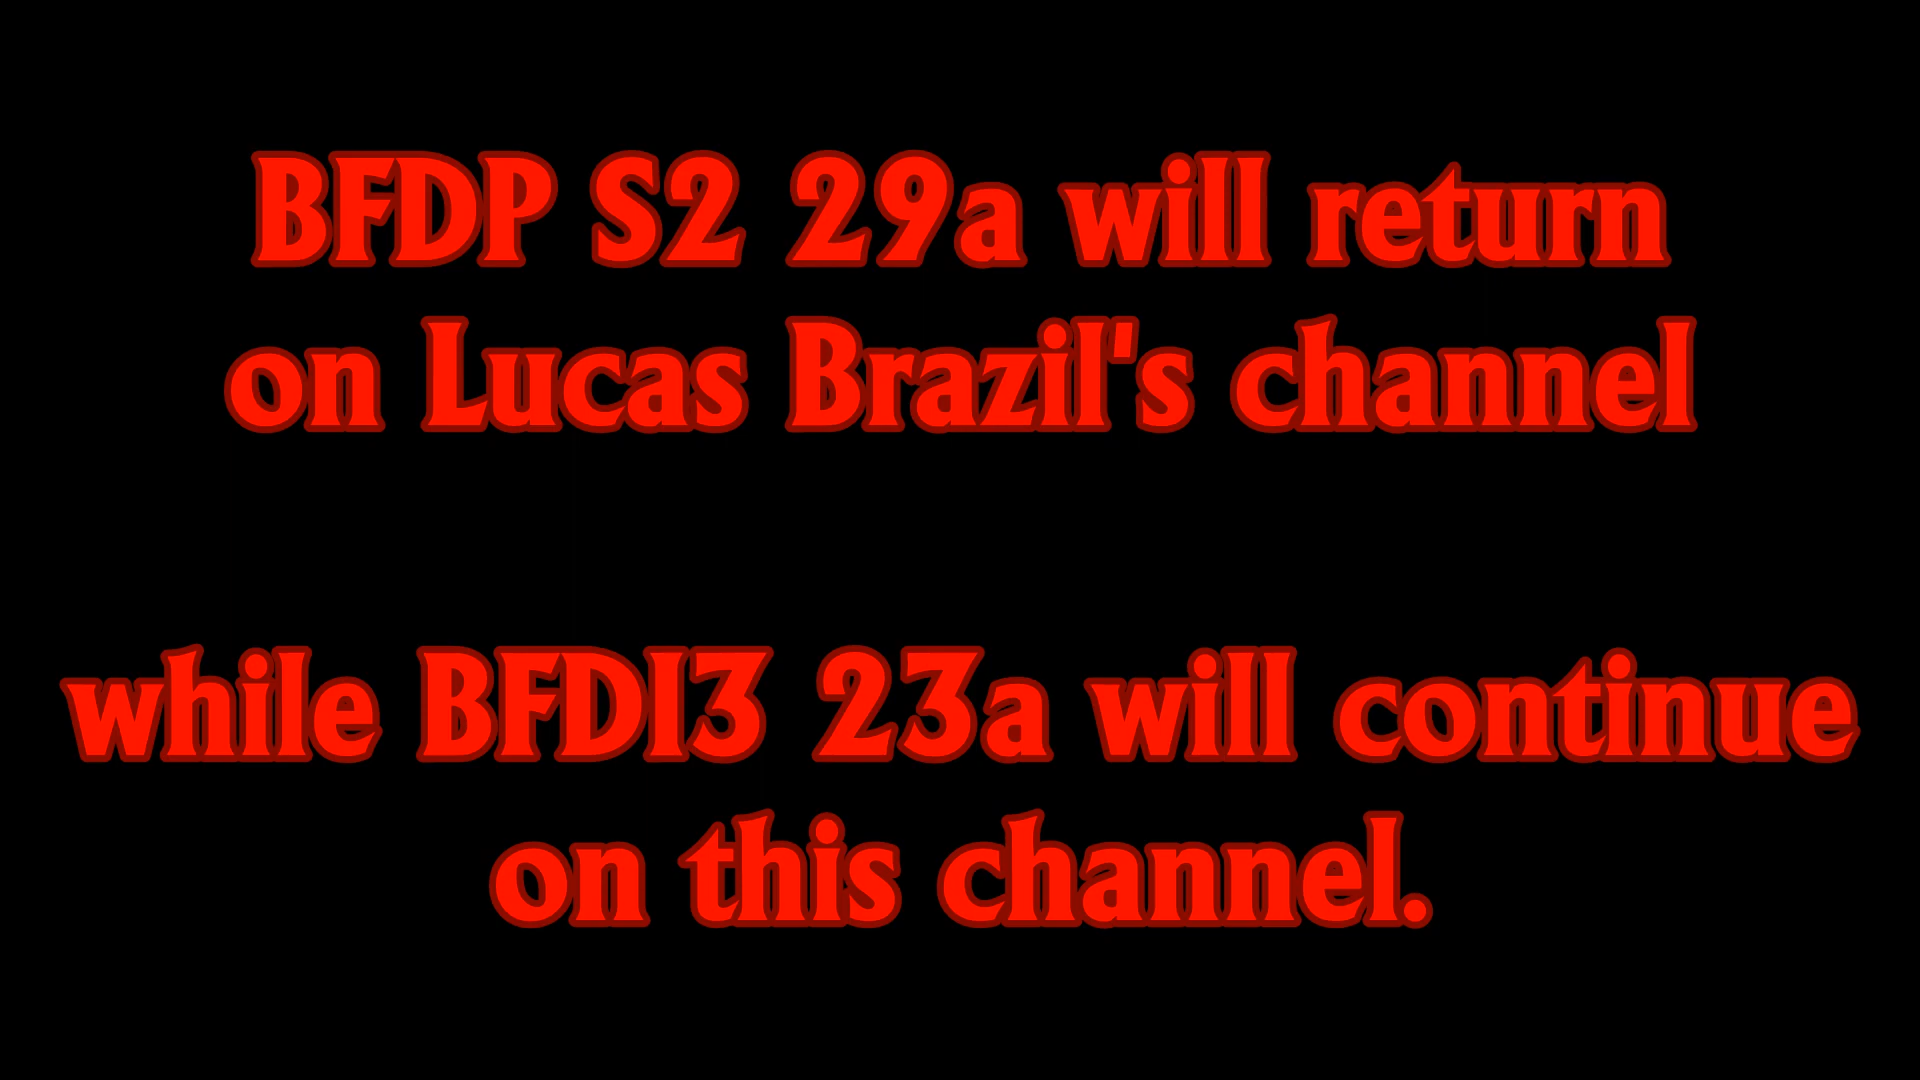 BFDP S2 29a will return
on Lucas Brazil's channel
while BFDI3 23a will continue
on this channel.